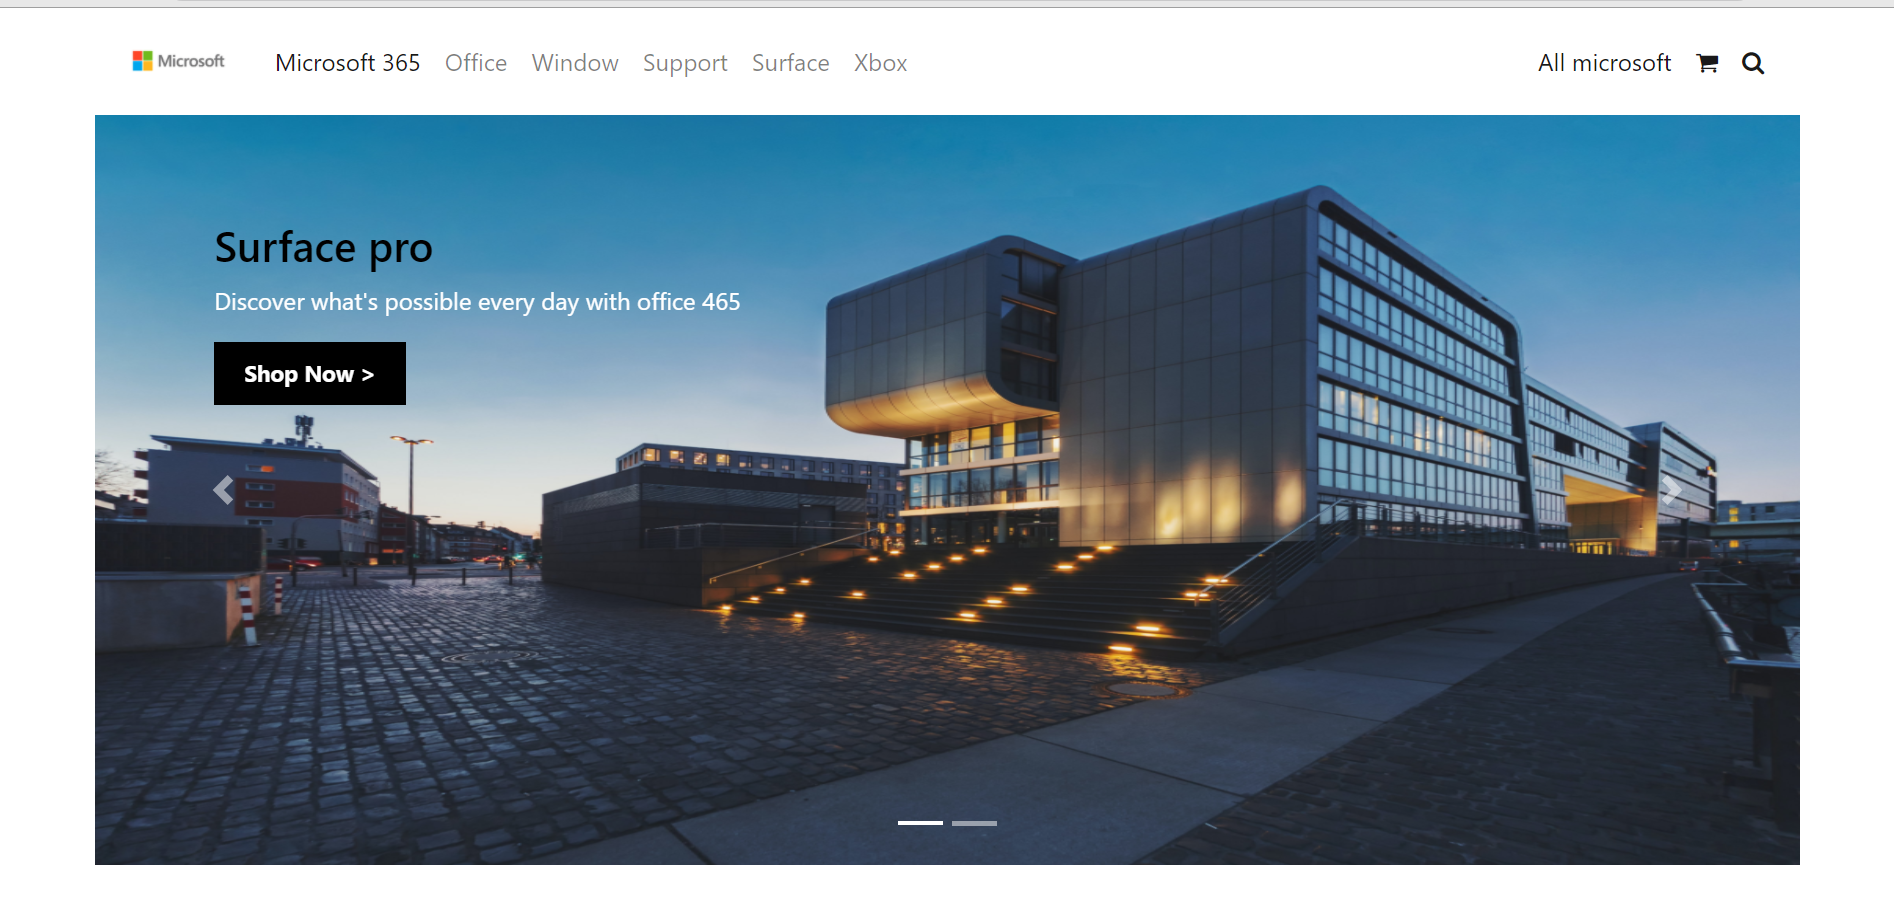 Microsoft
Microsoft 365 Office Window Support Surface Xbox
All microsoft
Surface pro
Discover what's possible every day with office 465
Shop Now >